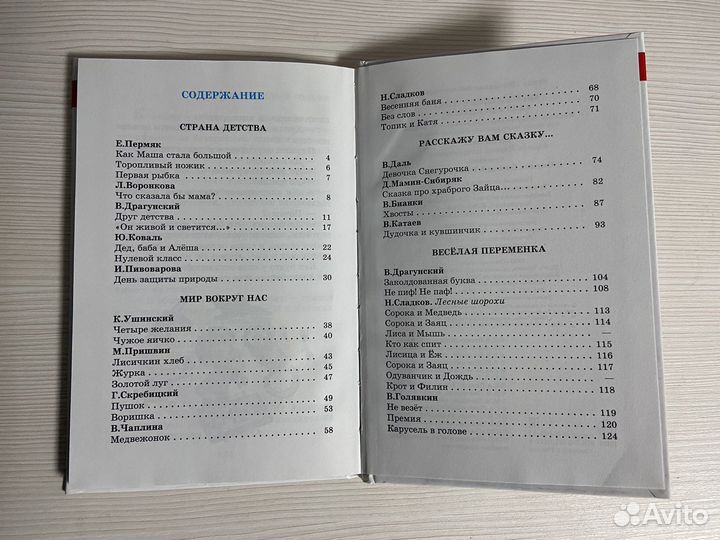 СОДЕРЖАНИЕ
СТРАНА ДЕТСТВА
Е.Пермяк
Как Маша стала большой 4
Торопливый ножик 6
Первая рыбка 7
Л.Воронкова
Что сказала бы мама? 8
В.Драгунский
Друг детства 11
«Он живой и светится...» 17
Ю.Коваль
Дед, баба и Алёша 22
Нулевой класс 24
И.Пивоварова
День защиты природы 30
МИР ВОКРУГ НАС
К.Ушинский
Четыре желания 38
Чужое яичко 40
М.Пришвин
Лисичкин хлеб 43
Журка 45
Золотой луг 47
Г.Скребицкий
Пушок 49
Воришка 53
В.Чаплина
Медвежонок 58
Н.Сладков
Весенняя баня 68
Без слов 70
Топик и Катя 71
РАССКАЖУ ВАМ СКАЗКУ...
В.Даль
Девочка Снегурочка 74
Д.Мамин-Сибиряк
Сказка про храброго Зайца... 82
В.Бианки
Хвосты 87
В.Катаев
Дудочка и кувшинчик 93
ВЕСЁЛАЯ ПЕРЕМЕНКА
В.Драгунский
Заколдованная буква 104
Не пиф! Не паф! 108
Н.Сладков. Лесные шорохи
Сорока и Медведь 113
Сорока и Заяц 114
Лиса и Мышь —
Кто как спит 115
Лисица и Ёж 116
Сорока и Заяц —
Одуванчик и Дождь —
Крот и Филин 118
В.Голявкин
Не везёт 119
Премия 120
Карусель в голове 124
Avito